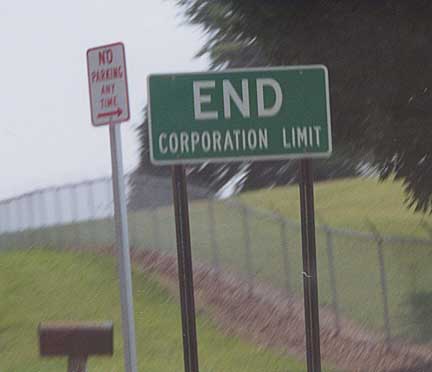 NO
PARKING
ANY
TIME
END
CORPORATION LIMIT